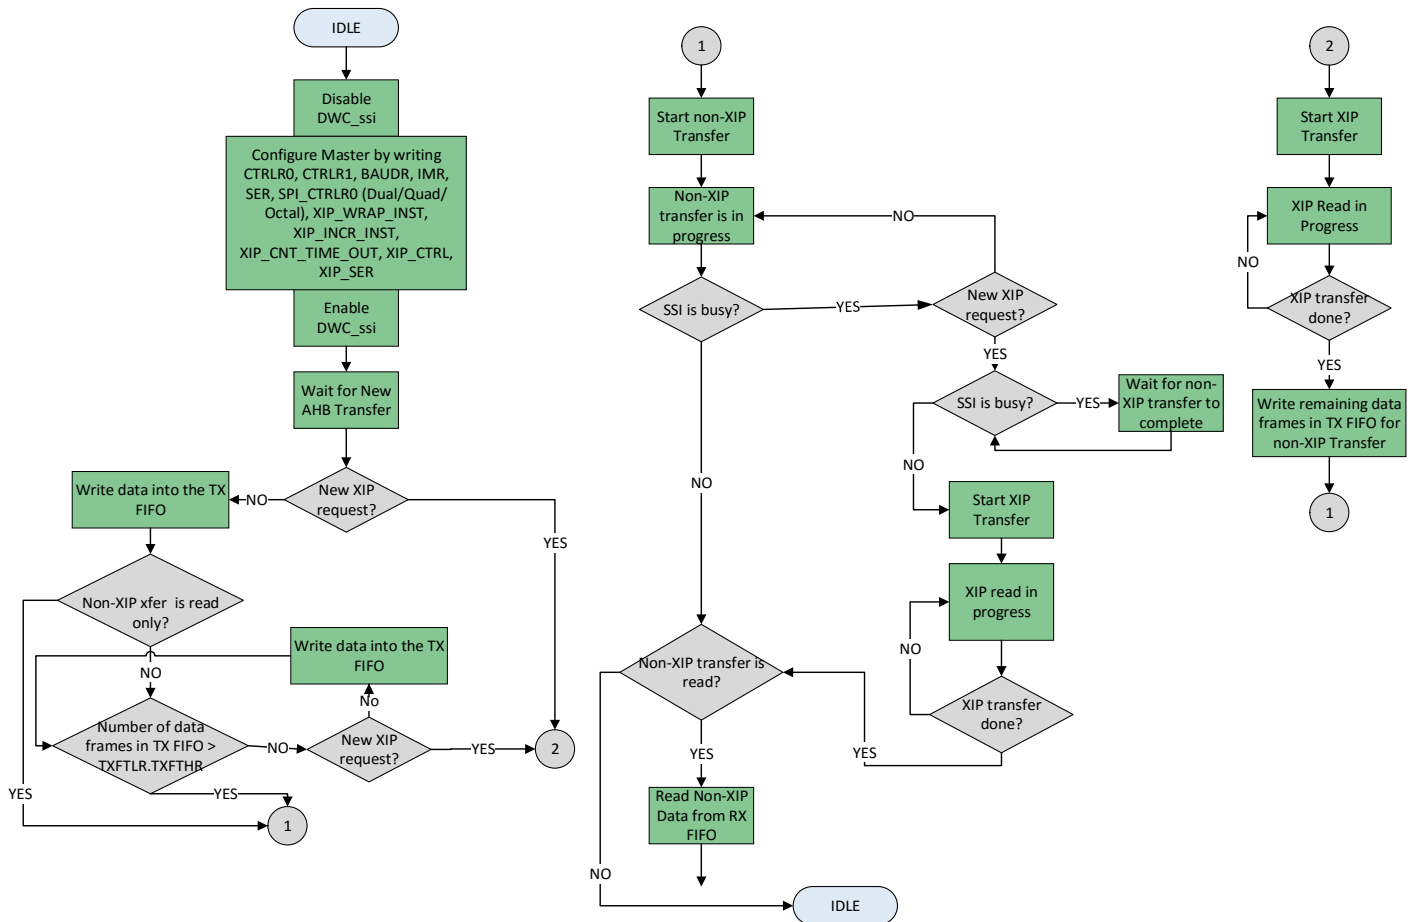 IDLE
Disable
DWC_ssi
Configure Master by writing
CTRLR0, CTRLR1, BAUDR, IMR,
SER, SPI_CTRLR0 (Dual/Quad/
Octal), XIP_WRAP_INST,
XIP_INCR_INST,
XIP_CNT_TIME_OUT, XIP_CTRL,
XIP_SER
Enable
DWC_ssi
Wait for New
AHB Transfer
New XIP
request?
NO
YES
Write data into the TX
FIFO
Non-XIP xfer is read
only?
NO
YES
Write data into the TX
FIFO
No
Number of data
frames in TX FIFO >
TXFTLR.TXFTHR
NO
New XIP
request?
YES
2
YES
1
1
Start non-XIP
Transfer
Non-XIP
transfer is in
progress
NO
SSI is busy?
YES
New XIP
request?
YES
SSI is busy?
YES
Wait for non-
XIP transfer to
complete
NO
NO
Start XIP
Transfer
XIP read in
progress
NO
XIP transfer
done?
YES
Non-XIP transfer is
read?
YES
Read Non-XIP
Data from RX
FIFO
NO
IDLE
2
Start XIP
Transfer
XIP Read in
Progress
NO
XIP transfer
done?
YES
Write remaining data
frames in TX FIFO for
non-XIP Transfer
1